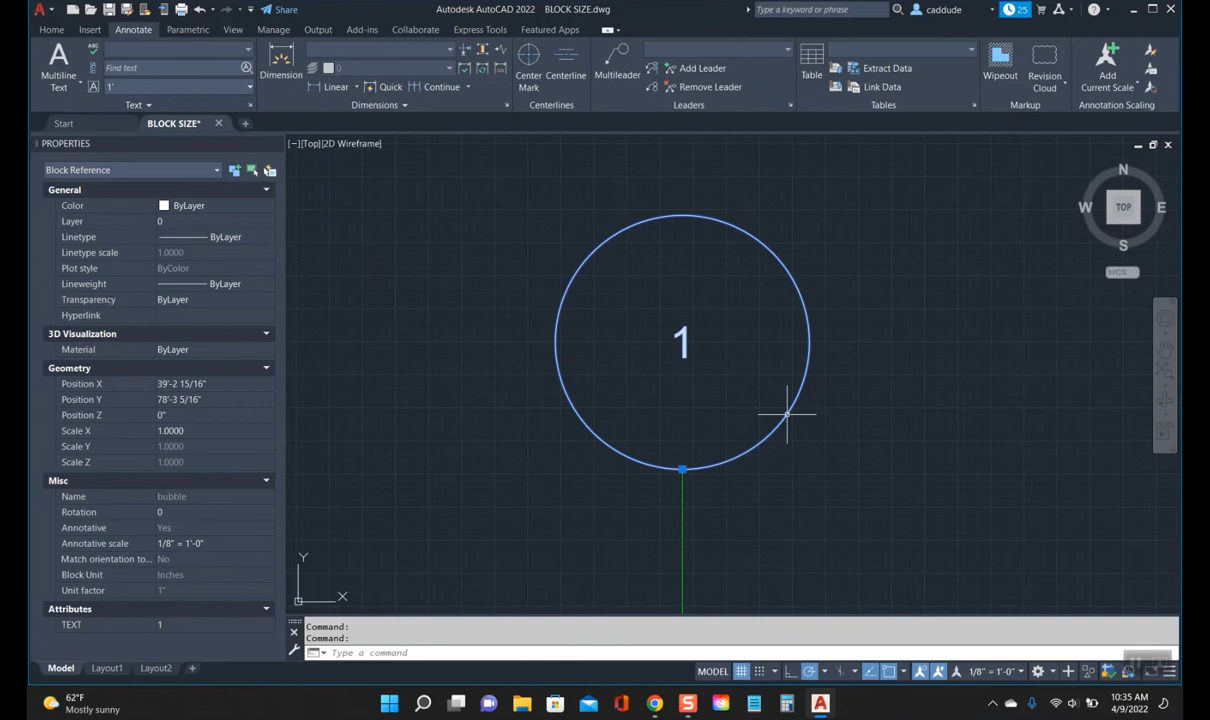 Share
Autodesk AutoCAD 2022 BLOCK SIZE.dwg
Type a keyword or phrase
caddude
25
Home Insert Annotate Parametric View Manage Output Add-ins Collaborate Express Tools Featured Apps
Multiline Text
Find text
1'
Text
Dimension
0
Linear Quick Continue
Dimensions
Center Mark
Centerline
Centerlines
Multileader
Add Leader
Remove Leader
Leaders
Table
Extract Data
Link Data
Tables
Wipeout
Revision Cloud
Markup
Add Current Scale
Annotation Scaling
Start
BLOCK SIZE*
PROPERTIES
[−][Top][2D Wireframe]
Block Reference
General
Color ByLayer
Layer 0
Linetype ByLayer
Linetype scale 1.0000
Plot style ByColor
Lineweight ByLayer
Transparency ByLayer
Hyperlink
3D Visualization
Material ByLayer
Geometry
Position X 39'-2 15/16"
Position Y 78'-3 5/16"
Position Z 0"
Scale X 1.0000
Scale Y 1.0000
Scale Z 1.0000
Misc
Name bubble
Rotation 0
Annotative Yes
Annotative scale 1/8" = 1'-0"
Match orientation to... No
Block Unit Inches
Unit factor 1"
Attributes
TEXT 1
1
N
W TOP E
S
WCS
Y
X
Command:
Command:
Type a command
Model Layout1 Layout2
MODEL
1/8" = 1'-0"
62°F
Mostly sunny
10:35 AM
4/9/2022